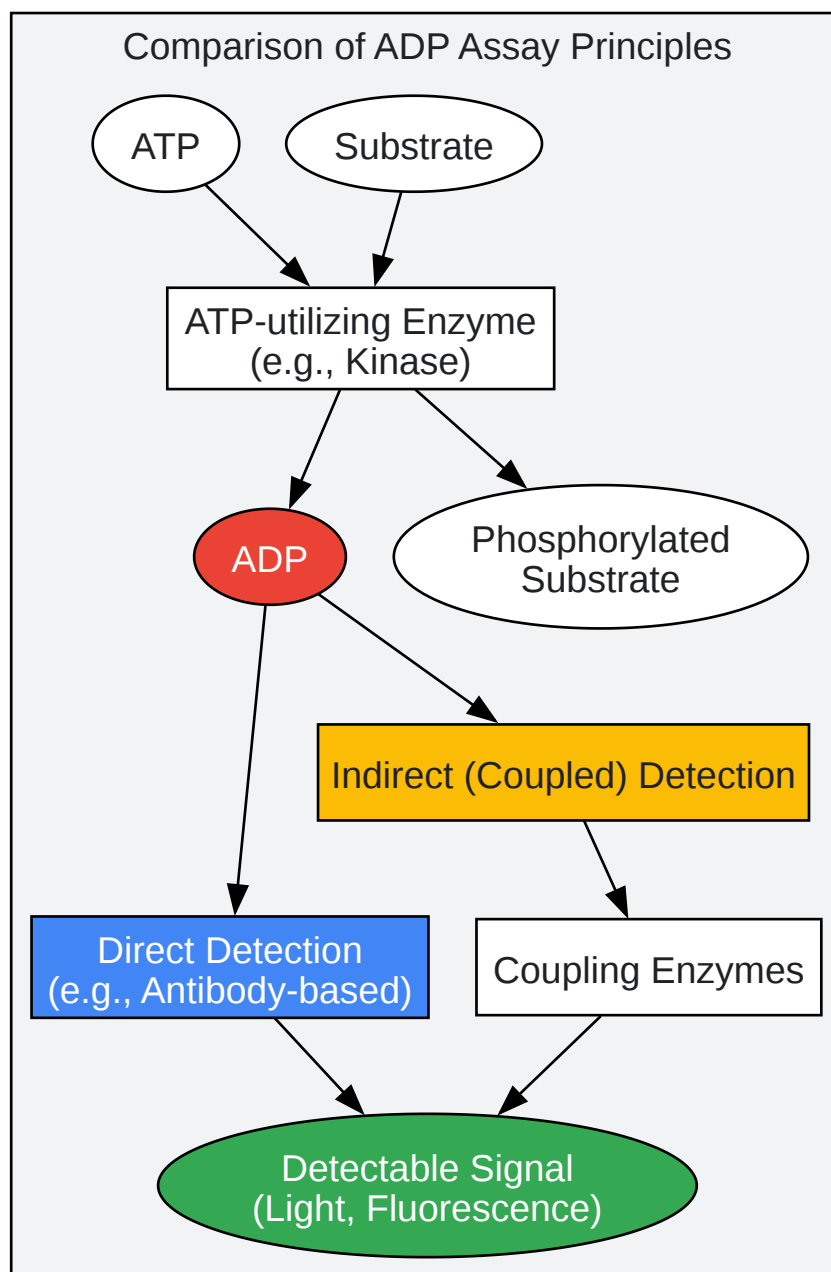 Comparison of ADP Assay Principles
ATP
Substrate
ATP-utilizing Enzyme
(e.g., Kinase)
ADP
Phosphorylated
Substrate
Indirect (Coupled) Detection
Direct Detection
(e.g., Antibody-based)
Coupling Enzymes
Detectable Signal
(Light, Fluorescence)